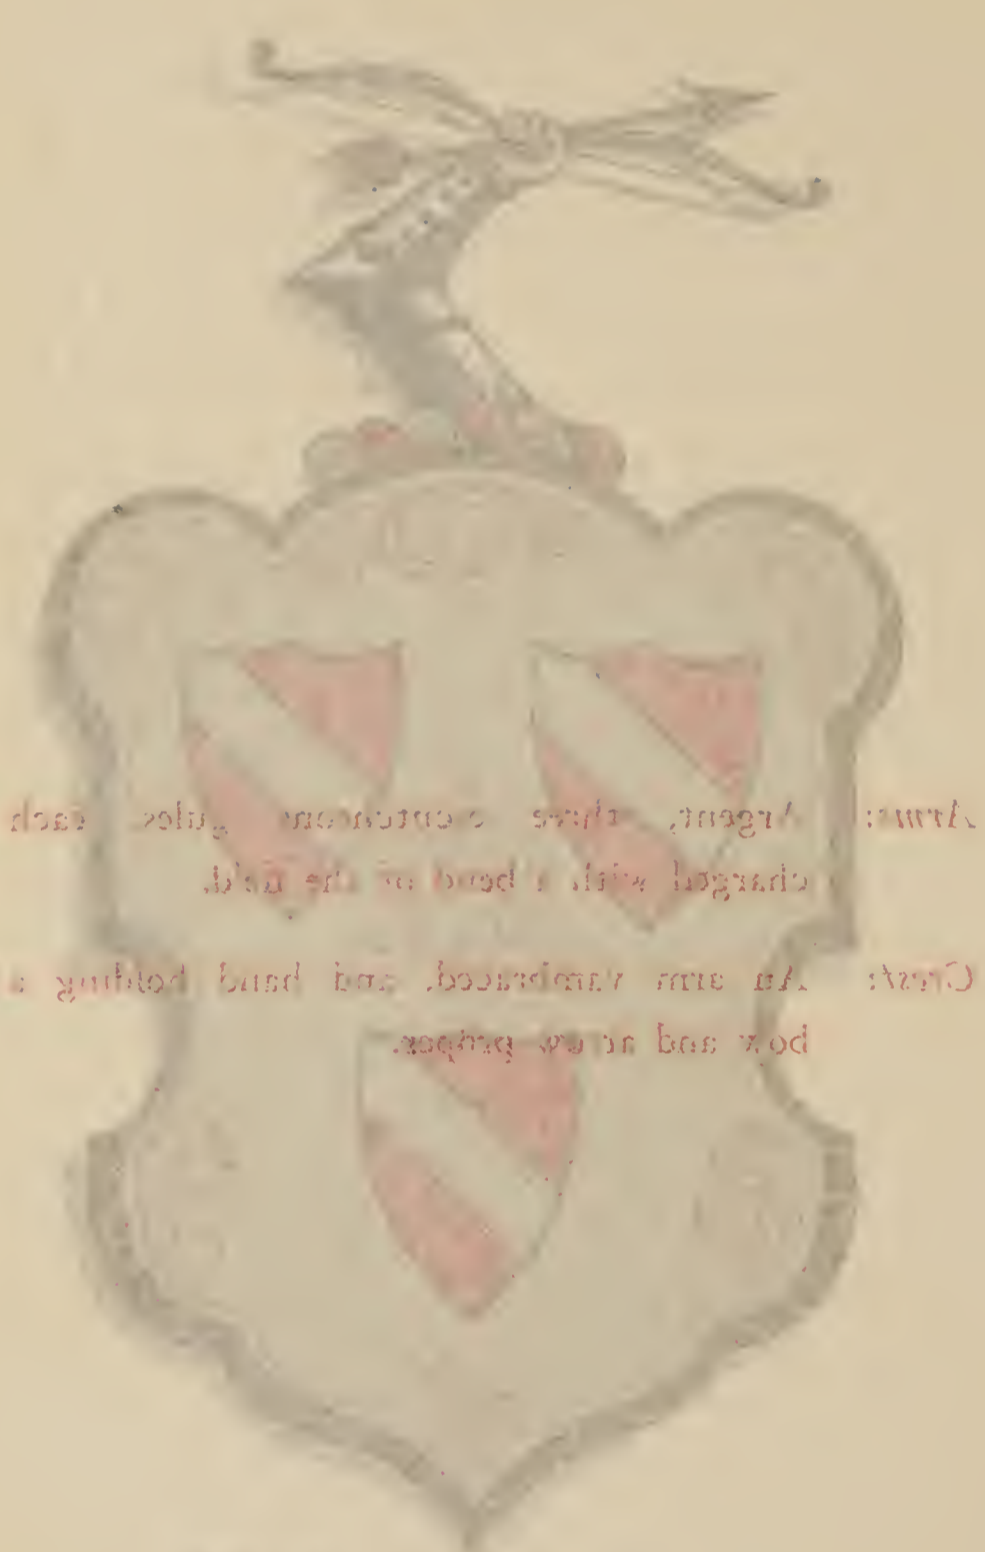 Arms: Argent, three escutcheons gules each
charged with a bend of the field.
Crest: An arm vambraced, and hand holding a
bow and arrow proper.